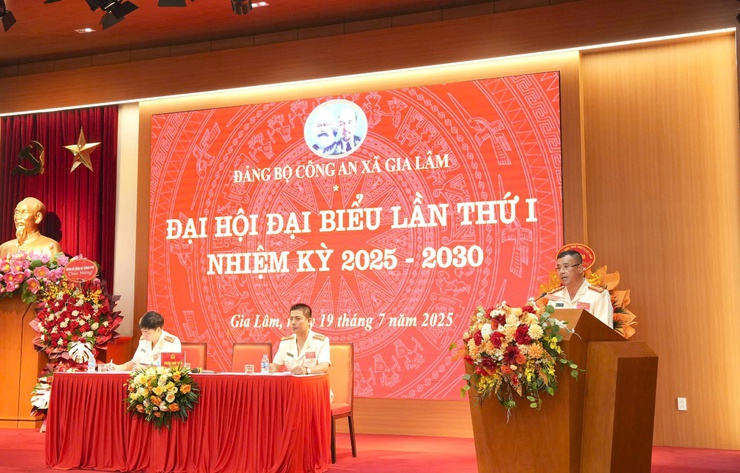 ĐẢNG BỘ CÔNG AN XÃ GIA LÂM
ĐẠI HỘI ĐẠI BIỂU LẦN THỨ I
NHIỆM KỲ 2025 - 2030
Gia Lâm, ngày 19 tháng 7 năm 2025